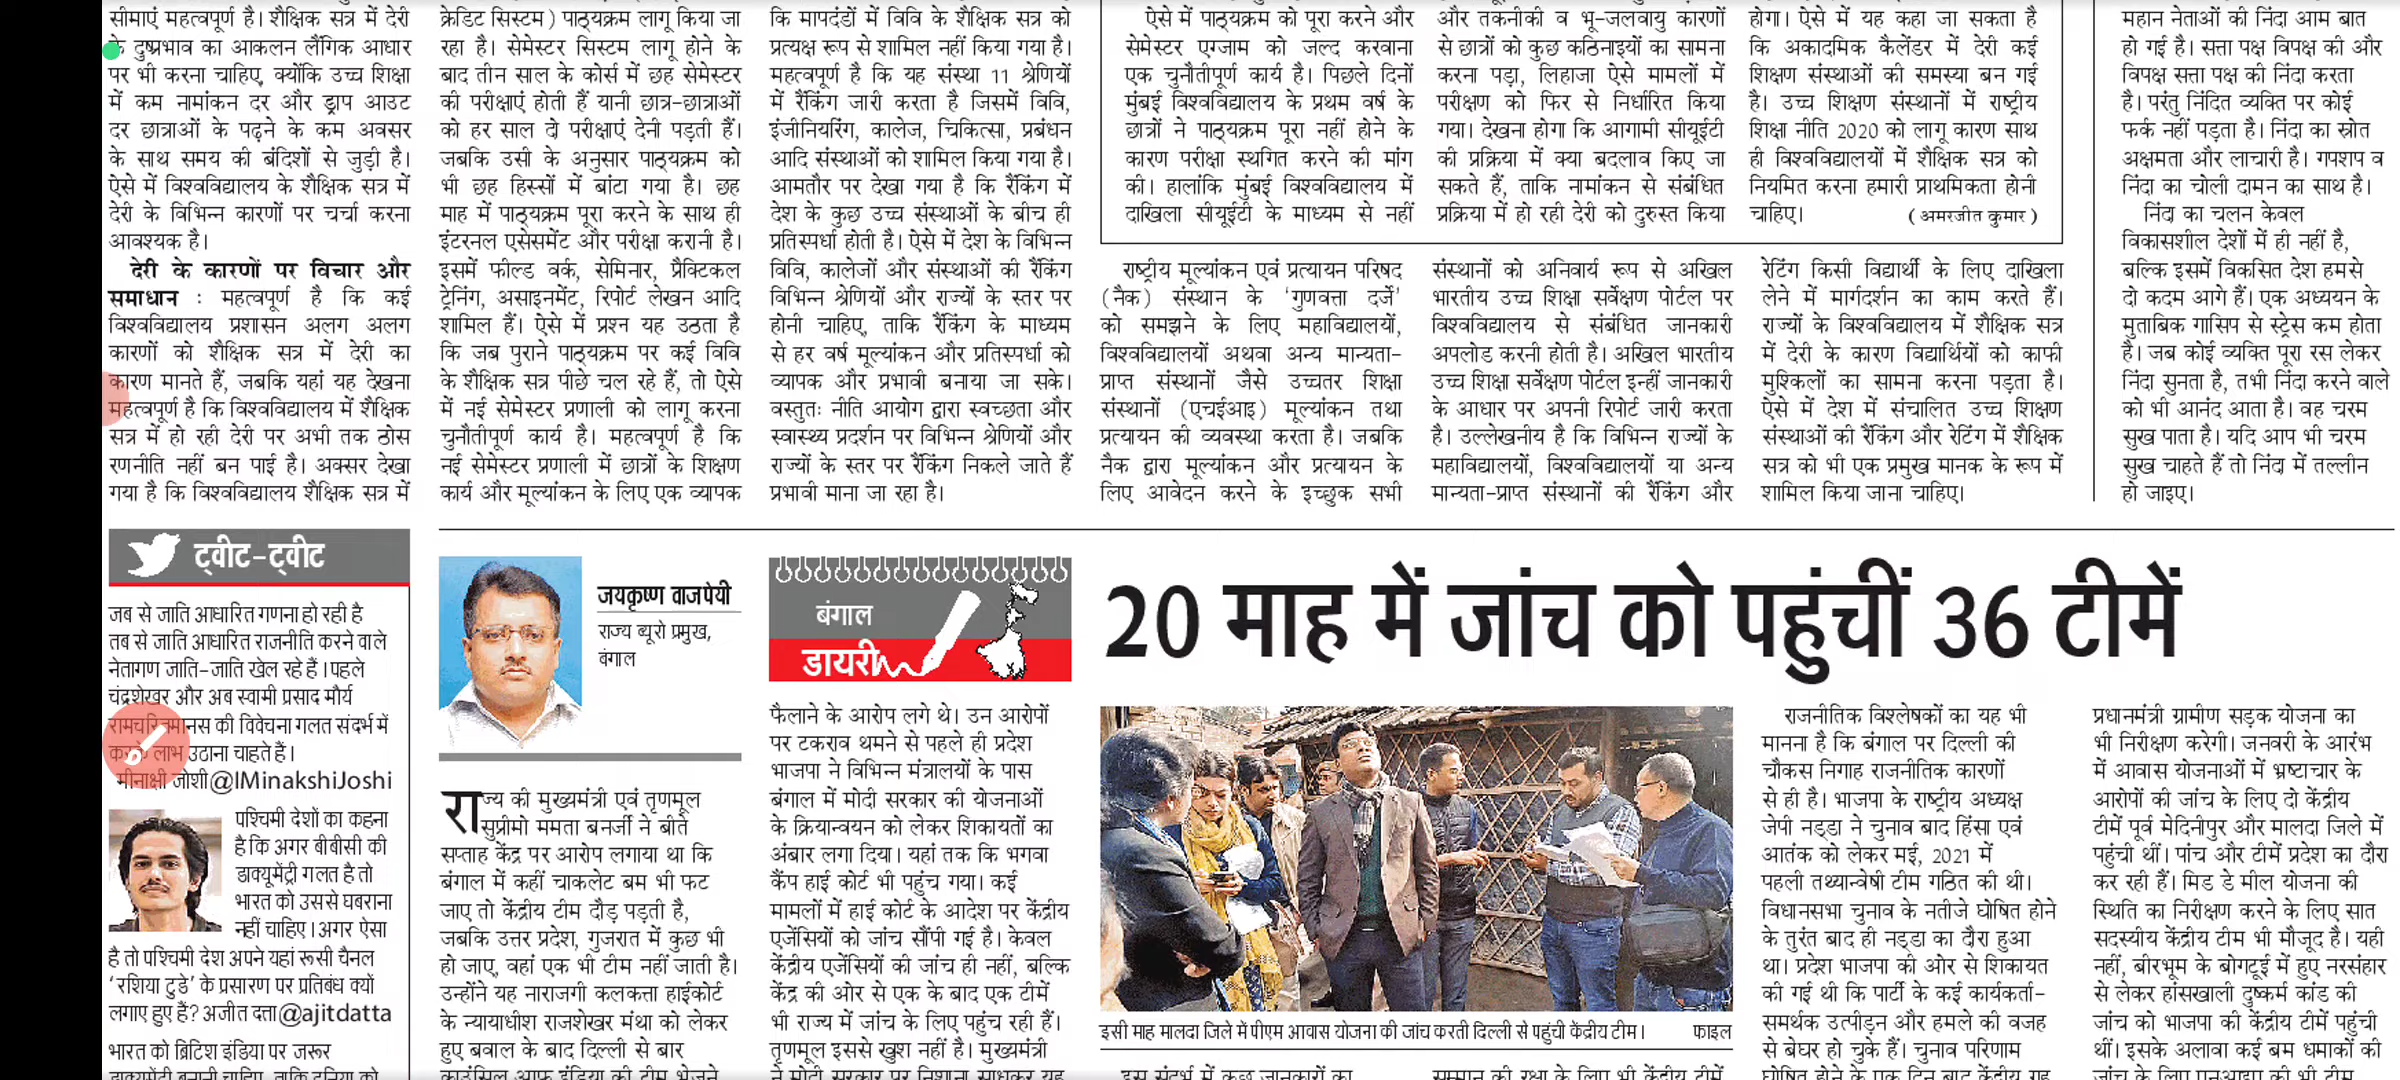 सीमाएं महत्वपूर्ण है। शैक्षिक सत्र में देरी
के दुष्प्रभाव का आकलन लैंगिक आधार
पर भी करना चाहिए, क्योंकि उच्च शिक्षा
में कम नामांकन दर और ड्राप आउट
दर छात्राओं के पढ़ने के कम अवसर
के साथ समय की बंदिशों से जुड़ी है।
ऐसे में विश्वविद्यालय के शैक्षिक सत्र में
देरी के विभिन्न कारणों पर चर्चा करना
आवश्यक है।
देरी के कारणों पर विचार और
समाधान : महत्वपूर्ण है कि कई
विश्वविद्यालय प्रशासन अलग अलग
कारणों को शैक्षिक सत्र में देरी का
कारण मानते हैं, जबकि यहां यह देखना
महत्वपूर्ण है कि विश्वविद्यालय में शैक्षिक
सत्र में हो रही देरी पर अभी तक ठोस
रणनीति नहीं बन पाई है। अक्सर देखा
गया है कि विश्वविद्यालय शैक्षिक सत्र में
क्रेडिट सिस्टम) पाठ्यक्रम लागू किया जा
रहा है। सेमेस्टर सिस्टम लागू होने के
बाद तीन साल के कोर्स में छह सेमेस्टर
की परीक्षाएं होती हैं यानी छात्र-छात्राओं
को हर साल दो परीक्षाएं देनी पड़ती हैं।
जबकि उसी के अनुसार पाठ्यक्रम को
भी छह हिस्सों में बांटा गया है। छह
माह में पाठ्यक्रम पूरा करने के साथ ही
इंटरनल एसेसमेंट और परीक्षा करानी है।
इसमें फील्ड वर्क, सेमिनार, प्रैक्टिकल
ट्रेनिंग, असाइनमेंट, रिपोर्ट लेखन आदि
शामिल हैं। ऐसे में प्रश्न यह उठता है
कि जब पुराने पाठ्यक्रम पर कई विवि
के शैक्षिक सत्र पीछे चल रहे हैं, तो ऐसे
में नई सेमेस्टर प्रणाली को लागू करना
चुनौतीपूर्ण कार्य है। महत्वपूर्ण है कि
नई सेमेस्टर प्रणाली में छात्रों के शिक्षण
कार्य और मूल्यांकन के लिए एक व्यापक
कि मापदंडों में विवि के शैक्षिक सत्र को
प्रत्यक्ष रूप से शामिल नहीं किया गया है।
महत्वपूर्ण है कि यह संस्था 11 श्रेणियों
में रैंकिंग जारी करता है जिसमें विवि,
इंजीनियरिंग, कालेज, चिकित्सा, प्रबंधन
आदि संस्थाओं को शामिल किया गया है।
आमतौर पर देखा गया है कि रैंकिंग में
देश के कुछ उच्च संस्थाओं के बीच ही
प्रतिस्पर्धा होती है। ऐसे में देश के विभिन्न
विवि, कालेजों और संस्थाओं की रैंकिंग
विभिन्न श्रेणियों और राज्यों के स्तर पर
होनी चाहिए, ताकि रैंकिंग के माध्यम
से हर वर्ष मूल्यांकन और प्रतिस्पर्धा को
व्यापक और प्रभावी बनाया जा सके।
वस्तुतः नीति आयोग द्वारा स्वच्छता और
स्वास्थ्य प्रदर्शन पर विभिन्न श्रेणियों और
राज्यों के स्तर पर रैंकिंग निकले जाते हैं
प्रभावी माना जा रहा है।
ऐसे में पाठ्यक्रम को पूरा करने और
सेमेस्टर एग्जाम को जल्द करवाना
एक चुनौतीपूर्ण कार्य है। पिछले दिनों
मुंबई विश्वविद्यालय के प्रथम वर्ष के
छात्रों ने पाठ्यक्रम पूरा नहीं होने के
कारण परीक्षा स्थगित करने की मांग
की। हालांकि मुंबई विश्वविद्यालय में
दाखिला सीयूईटी के माध्यम से नहीं
और तकनीकी व भू-जलवायु कारणों
से छात्रों को कुछ कठिनाइयों का सामना
करना पड़ा, लिहाजा ऐसे मामलों में
परीक्षण को फिर से निर्धारित किया
गया। देखना होगा कि आगामी सीयूईटी
की प्रक्रिया में क्या बदलाव किए जा
सकते हैं, ताकि नामांकन से संबंधित
प्रक्रिया में हो रही देरी को दुरुस्त किया
होगा। ऐसे में यह कहा जा सकता है
कि अकादमिक कैलेंडर में देरी कई
शिक्षण संस्थाओं की समस्या बन गई
है। उच्च शिक्षण संस्थानों में राष्ट्रीय
शिक्षा नीति 2020 को लागू कारण साथ
ही विश्वविद्यालयों में शैक्षिक सत्र को
नियमित करना हमारी प्राथमिकता होनी
चाहिए। (अमरजीत कुमार)
राष्ट्रीय मूल्यांकन एवं प्रत्यायन परिषद
(नैक) संस्थान के 'गुणवत्ता दर्जे'
को समझने के लिए महाविद्यालयों,
विश्वविद्यालयों अथवा अन्य मान्यता-
प्राप्त संस्थानों जैसे उच्चतर शिक्षा
संस्थानों (एचईआइ) मूल्यांकन तथा
प्रत्यायन की व्यवस्था करता है। जबकि
नैक द्वारा मूल्यांकन और प्रत्यायन के
लिए आवेदन करने के इच्छुक सभी
संस्थानों को अनिवार्य रूप से अखिल
भारतीय उच्च शिक्षा सर्वेक्षण पोर्टल पर
विश्वविद्यालय से संबंधित जानकारी
अपलोड करनी होती है। अखिल भारतीय
उच्च शिक्षा सर्वेक्षण पोर्टल इन्हीं जानकारी
के आधार पर अपनी रिपोर्ट जारी करता
है। उल्लेखनीय है कि विभिन्न राज्यों के
महाविद्यालयों, विश्वविद्यालयों या अन्य
मान्यता-प्राप्त संस्थानों की रैंकिंग और
रेटिंग किसी विद्यार्थी के लिए दाखिला
लेने में मार्गदर्शन का काम करते हैं।
राज्यों के विश्वविद्यालय में शैक्षिक सत्र
में देरी के कारण विद्यार्थियों को काफी
मुश्किलों का सामना करना पड़ता है।
ऐसे में देश में संचालित उच्च शिक्षण
संस्थाओं की रैंकिंग और रेटिंग में शैक्षिक
सत्र को भी एक प्रमुख मानक के रूप में
शामिल किया जाना चाहिए।
महान नेताओं की निंदा आम बात
हो गई है। सत्ता पक्ष विपक्ष की और
विपक्ष सत्ता पक्ष की निंदा करता
है। परंतु निंदित व्यक्ति पर कोई
फर्क नहीं पड़ता है। निंदा का स्रोत
अक्षमता और लाचारी है। गपशप व
निंदा का चोली दामन का साथ है।
निंदा का चलन केवल
विकासशील देशों में ही नहीं है,
बल्कि इसमें विकसित देश हमसे
दो कदम आगे हैं। एक अध्ययन के
मुताबिक गासिप से स्ट्रेस कम होता
है। जब कोई व्यक्ति पूरा रस लेकर
निंदा सुनता है, तभी निंदा करने वाले
को भी आनंद आता है। वह चरम
सुख पाता है। यदि आप भी चरम
सुख चाहते हैं तो निंदा में तल्लीन
हो जाइए।
ट्वीट-ट्वीट
जब से जाति आधारित गणना हो रही है
तब से जाति आधारित राजनीति करने वाले
नेतागण जाति-जाति खेल रहे हैं। पहले
चंद्रशेखर और अब स्वामी प्रसाद मौर्य
रामचरितमानस की विवेचना गलत संदर्भ में
करके लाभ उठाना चाहते हैं।
मीनाक्षी जोशी@IMinakshiJoshi
पश्चिमी देशों का कहना
है कि अगर बीबीसी की
डाक्यूमेंट्री गलत है तो
भारत को उससे घबराना
नहीं चाहिए। अगर ऐसा
है तो पश्चिमी देश अपने यहां रूसी चैनल
'रशिया टुडे' के प्रसारण पर प्रतिबंध क्यों
लगाए हुए हैं? अजीत दत्ता@ajitdatta
भारत को ब्रिटिश इंडिया पर जरूर
डाक्यूमेंट्री बनानी चाहिए, ताकि दुनिया को
जयकृष्ण वाजपेयी
राज्य ब्यूरो प्रमुख,
बंगाल
बंगाल
डायरी
20 माह में जांच को पहुंचीं 36 टीमें
राज्य की मुख्यमंत्री एवं तृणमूल
सुप्रीमो ममता बनर्जी ने बीते
सप्ताह केंद्र पर आरोप लगाया था कि
बंगाल में कहीं चाकलेट बम भी फट
जाए तो केंद्रीय टीम दौड़ पड़ती है,
जबकि उत्तर प्रदेश, गुजरात में कुछ भी
हो जाए, वहां एक भी टीम नहीं जाती है।
उन्होंने यह नाराजगी कलकत्ता हाईकोर्ट
के न्यायाधीश राजशेखर मंथा को लेकर
हुए बवाल के बाद दिल्ली से बार
काउंसिल आफ इंडिया की टीम भेजने
फैलाने के आरोप लगे थे। उन आरोपों
पर टकराव थमने से पहले ही प्रदेश
भाजपा ने विभिन्न मंत्रालयों के पास
बंगाल में मोदी सरकार की योजनाओं
के क्रियान्वयन को लेकर शिकायतों का
अंबार लगा दिया। यहां तक कि भगवा
कैंप हाई कोर्ट भी पहुंच गया। कई
मामलों में हाई कोर्ट के आदेश पर केंद्रीय
एजेंसियों को जांच सौंपी गई है। केवल
केंद्रीय एजेंसियों की जांच ही नहीं, बल्कि
केंद्र की ओर से एक के बाद एक टीमें
भी राज्य में जांच के लिए पहुंच रही हैं।
तृणमूल इससे खुश नहीं है। मुख्यमंत्री
ने मोदी सरकार पर निशाना साधकर यह
इसी माह मालदा जिले में पीएम आवास योजना की जांच करती दिल्ली से पहुंची केंद्रीय टीम। फाइल
इस संदर्भ में कुछ जानकारों का
सम्मान की रक्षा के लिए भी केंद्रीय टीमें
राजनीतिक विश्लेषकों का यह भी
मानना है कि बंगाल पर दिल्ली की
चौकस निगाह राजनीतिक कारणों
से ही है। भाजपा के राष्ट्रीय अध्यक्ष
जेपी नड्डा ने चुनाव बाद हिंसा एवं
आतंक को लेकर मई, 2021 में
पहली तथ्यान्वेषी टीम गठित की थी।
विधानसभा चुनाव के नतीजे घोषित होने
के तुरंत बाद ही नड्डा का दौरा हुआ
था। प्रदेश भाजपा की ओर से शिकायत
की गई थी कि पार्टी के कई कार्यकर्ता-
समर्थक उत्पीड़न और हमले की वजह
से बेघर हो चुके हैं। चुनाव परिणाम
घोषित होने के एक दिन बाद केंद्रीय गृह
प्रधानमंत्री ग्रामीण सड़क योजना का
भी निरीक्षण करेगी। जनवरी के आरंभ
में आवास योजनाओं में भ्रष्टाचार के
आरोपों की जांच के लिए दो केंद्रीय
टीमें पूर्व मेदिनीपुर और मालदा जिले में
पहुंची थीं। पांच और टीमें प्रदेश का दौरा
कर रही हैं। मिड डे मील योजना की
स्थिति का निरीक्षण करने के लिए सात
सदस्यीय केंद्रीय टीम भी मौजूद है। यही
नहीं, बीरभूम के बोगटूई में हुए नरसंहार
से लेकर हांसखाली दुष्कर्म कांड की
जांच को भाजपा की केंद्रीय टीमें पहुंची
थीं। इसके अलावा कई बम धमाकों की
जांच के लिए एनआइए की भी टीम